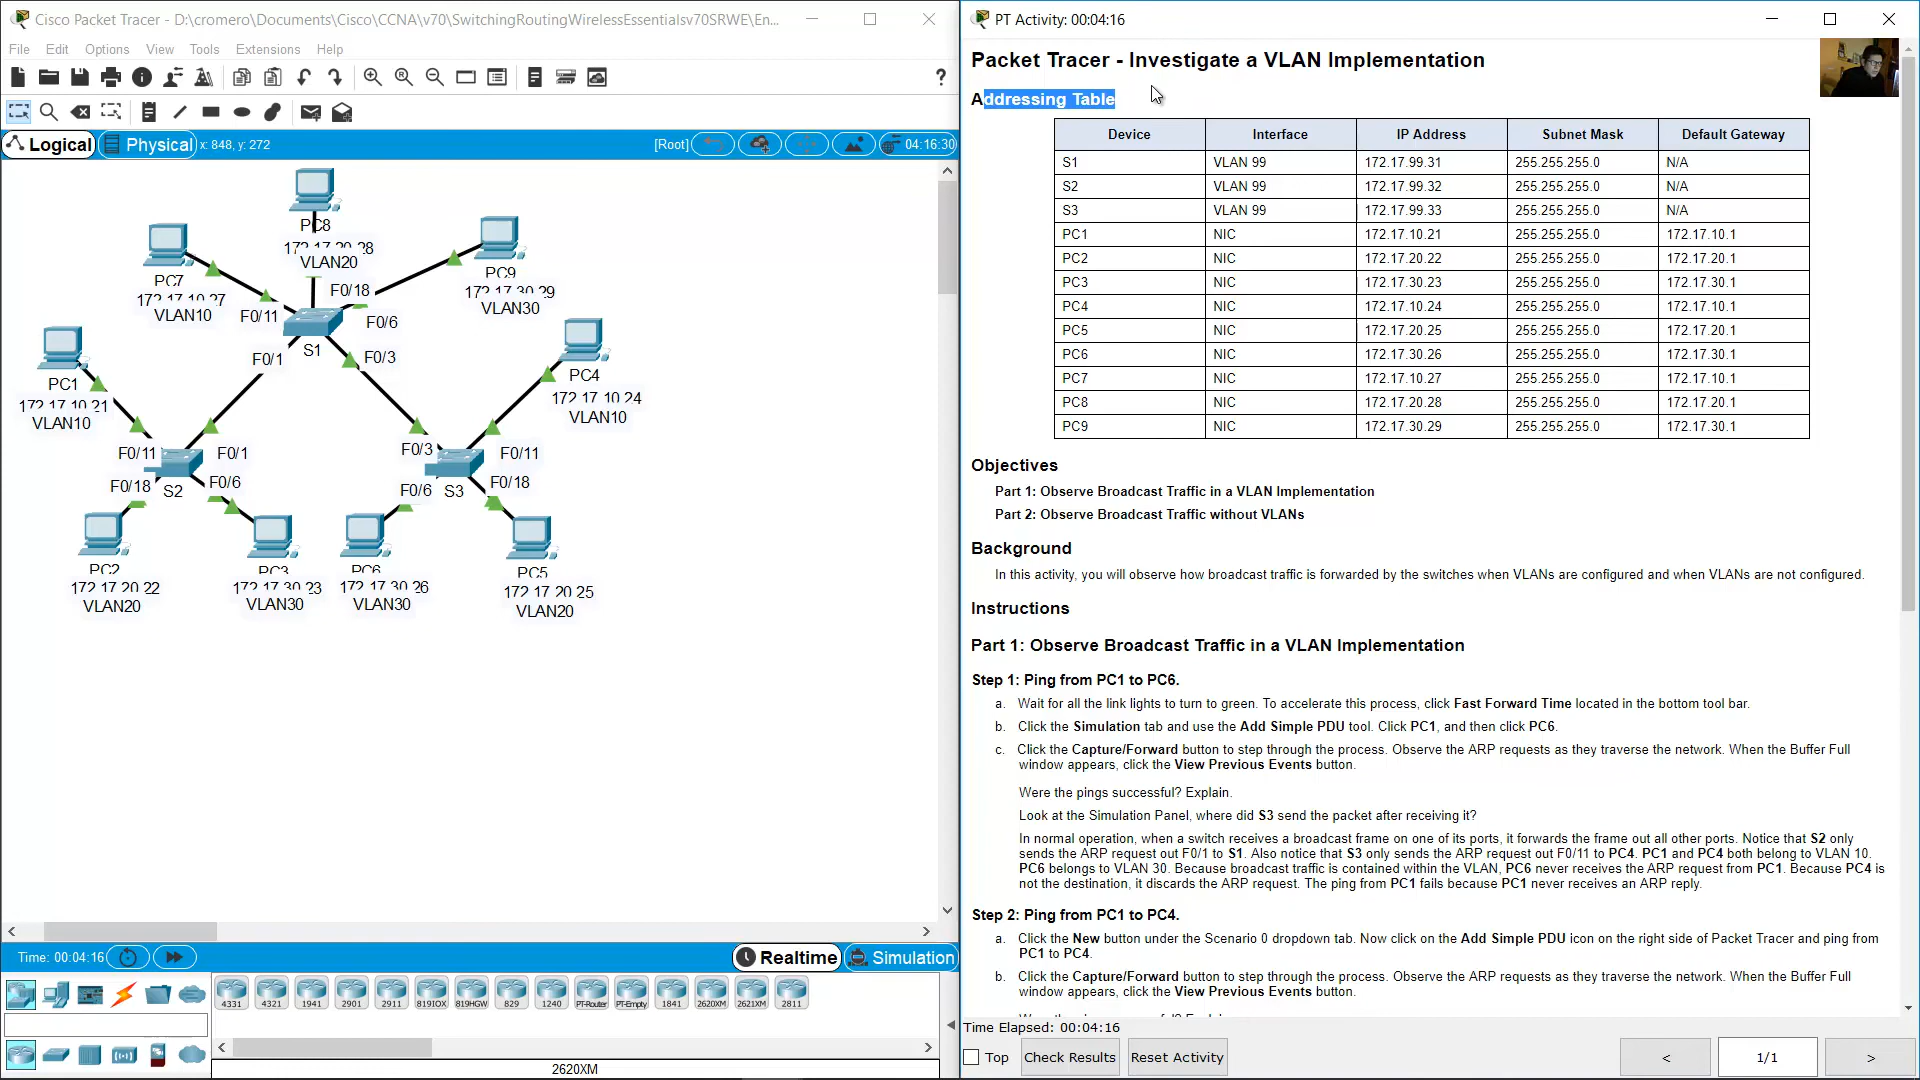 Cisco Packet Tracer - D:\cromero\Documents\Cisco\CCNA\v70\SwitchingRoutingWirelessEssentialsv70SRWE\En...
File Edit Options View Tools Extensions Help
?
Logical Physical x: 848, y: 272 [Root] 04:16:30
PC8
172.17.20.28
VLAN20
PC7
172.17.10.27
VLAN10
PC9
172.17.30.29
VLAN30
F0/18
F0/11
F0/6
S1
F0/1
F0/3
PC1
172.17.10.21
VLAN10
PC4
172.17.10.24
VLAN10
F0/11
F0/1
F0/18
S2
F0/6
F0/3
F0/11
F0/6
S3
F0/18
PC2
172.17.20.22
VLAN20
PC3
172.17.30.23
VLAN30
PC6
172.17.30.26
VLAN30
PC5
172.17.20.25
VLAN20
Time: 00:04:16 Realtime Simulation
4331 4321 1941 2901 2911 819IOX 819HGW 829 1240 PT-Router PT-Empty 1841 2620XM 2621XM 2811
2620XM
PT Activity: 00:04:16
Packet Tracer - Investigate a VLAN Implementation
Addressing Table
Device Interface IP Address Subnet Mask Default Gateway
S1 VLAN 99 172.17.99.31 255.255.255.0 N/A
S2 VLAN 99 172.17.99.32 255.255.255.0 N/A
S3 VLAN 99 172.17.99.33 255.255.255.0 N/A
PC1 NIC 172.17.10.21 255.255.255.0 172.17.10.1
PC2 NIC 172.17.20.22 255.255.255.0 172.17.20.1
PC3 NIC 172.17.30.23 255.255.255.0 172.17.30.1
PC4 NIC 172.17.10.24 255.255.255.0 172.17.10.1
PC5 NIC 172.17.20.25 255.255.255.0 172.17.20.1
PC6 NIC 172.17.30.26 255.255.255.0 172.17.30.1
PC7 NIC 172.17.10.27 255.255.255.0 172.17.10.1
PC8 NIC 172.17.20.28 255.255.255.0 172.17.20.1
PC9 NIC 172.17.30.29 255.255.255.0 172.17.30.1
Objectives
Part 1: Observe Broadcast Traffic in a VLAN Implementation
Part 2: Observe Broadcast Traffic without VLANs
Background
In this activity, you will observe how broadcast traffic is forwarded by the switches when VLANs are configured and when VLANs are not configured.
Instructions
Part 1: Observe Broadcast Traffic in a VLAN Implementation
Step 1: Ping from PC1 to PC6.
a. Wait for all the link lights to turn to green. To accelerate this process, click Fast Forward Time located in the bottom tool bar.
b. Click the Simulation tab and use the Add Simple PDU tool. Click PC1, and then click PC6.
c. Click the Capture/Forward button to step through the process. Observe the ARP requests as they traverse the network. When the Buffer Full
window appears, click the View Previous Events button.
Were the pings successful? Explain.
Look at the Simulation Panel, where did S3 send the packet after receiving it?
In normal operation, when a switch receives a broadcast frame on one of its ports, it forwards the frame out all other ports. Notice that S2 only
sends the ARP request out F0/1 to S1. Also notice that S3 only sends the ARP request out F0/11 to PC4. PC1 and PC4 both belong to VLAN 10.
PC6 belongs to VLAN 30. Because broadcast traffic is contained within the VLAN, PC6 never receives the ARP request from PC1. Because PC4 is
not the destination, it discards the ARP request. The ping from PC1 fails because PC1 never receives an ARP reply.
Step 2: Ping from PC1 to PC4.
a. Click the New button under the Scenario 0 dropdown tab. Now click on the Add Simple PDU icon on the right side of Packet Tracer and ping from
PC1 to PC4.
b. Click the Capture/Forward button to step through the process. Observe the ARP requests as they traverse the network. When the Buffer Full
window appears, click the View Previous Events button.
Time Elapsed: 00:04:16
Top Check Results Reset Activity < 1/1 >